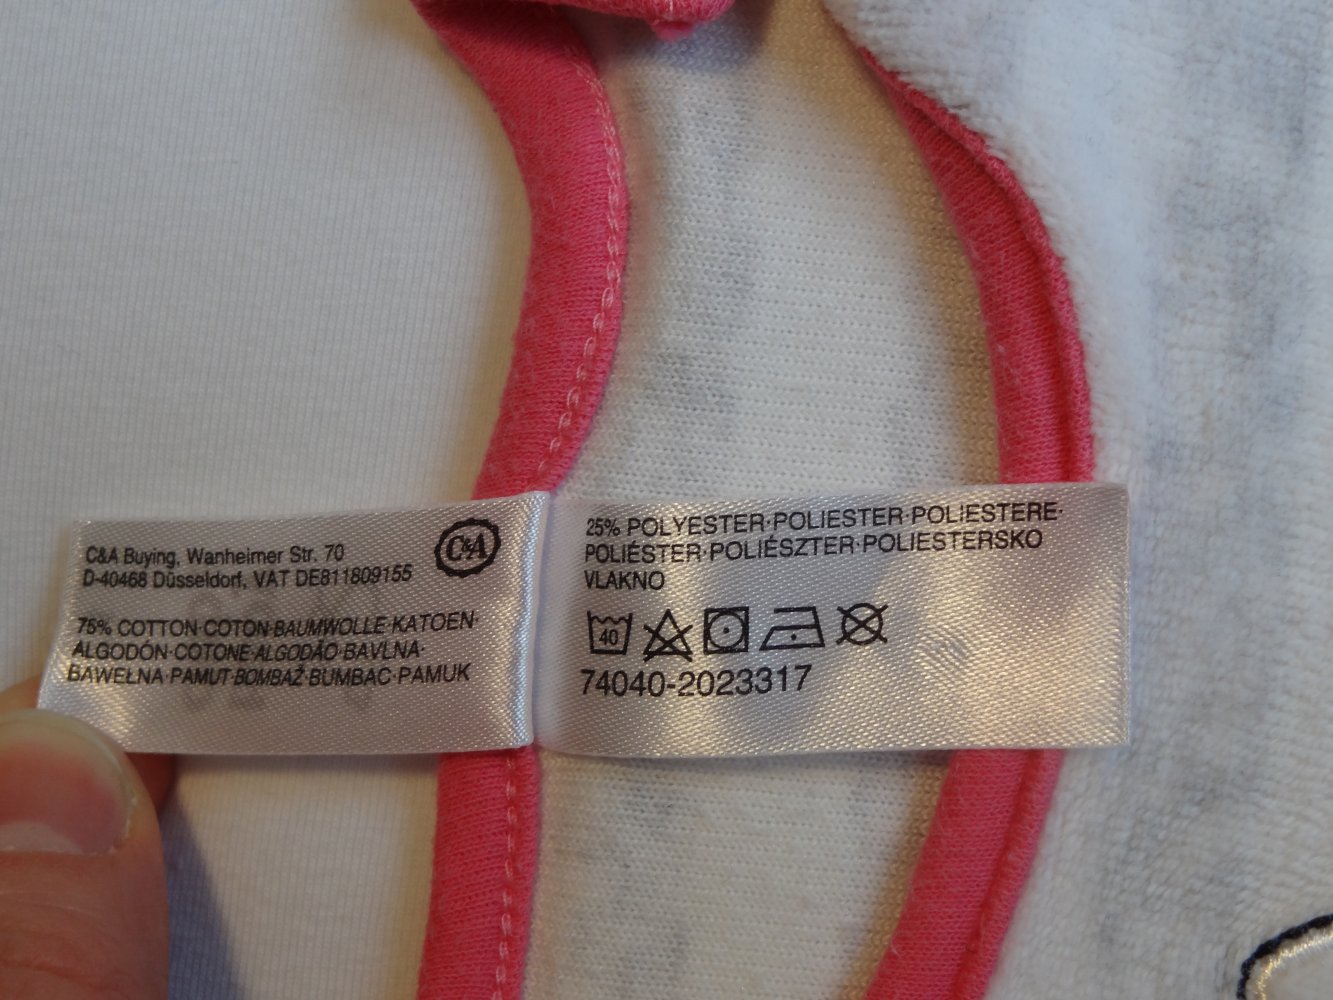 C&A Buying, Wanheimer Str. 70
D-40468 Düsseldorf, VAT DE811809155
C&A
75% COTTON·COTON·BAUMWOLLE·KATOEN·
ALGODÓN·COTONE·ALGODÃO·BAVLNA·
BAWEŁNA·PAMUT·BOMBAŽ·BUMBAC·PAMUK
25% POLYESTER·POLIESTER·POLIESTERE·
POLIÉSTER·POLIÉSZTER·POLIESTERSKO
VLAKNO
40
74040-2023317